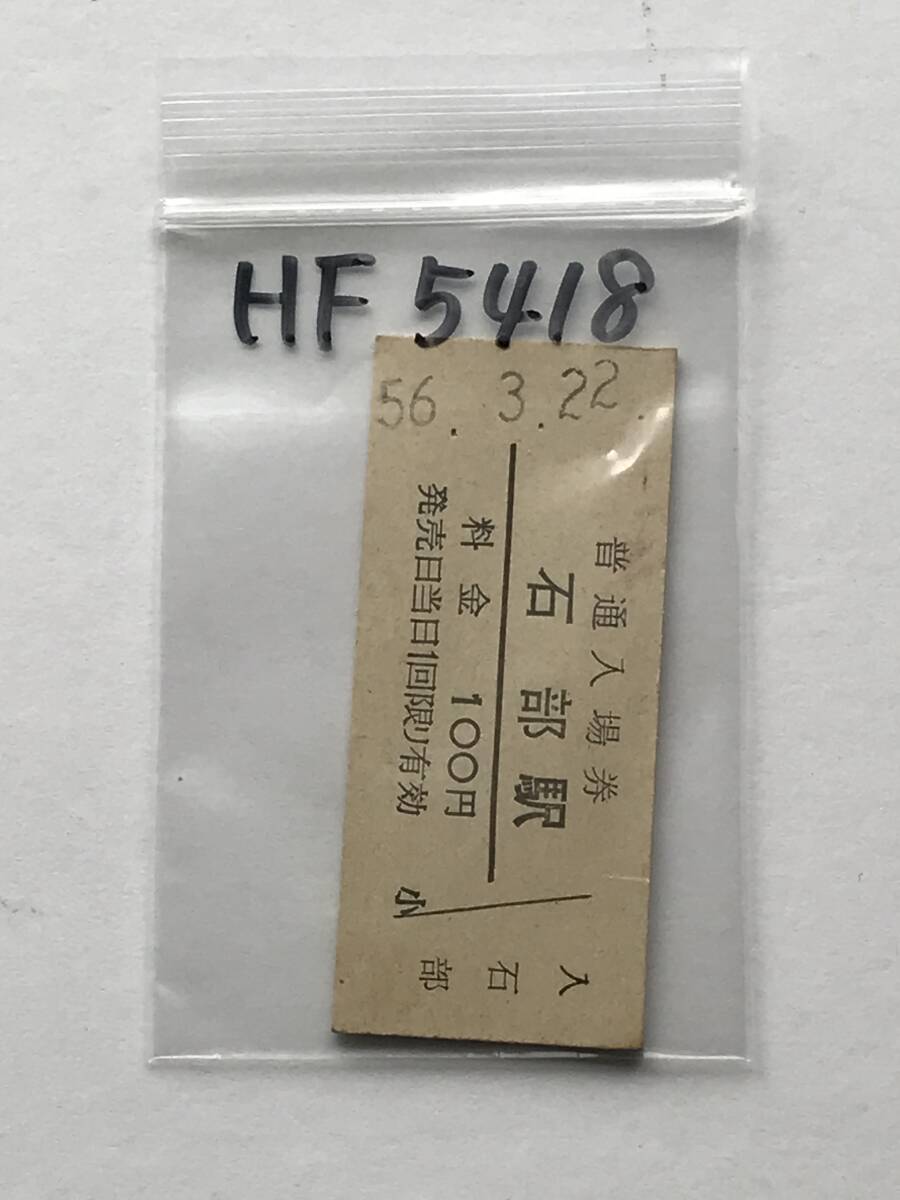 HF 5418
56. 3.22.
普通入場券
石部駅
料金 100円
発売日当日1回限り有効
小
入
石
部